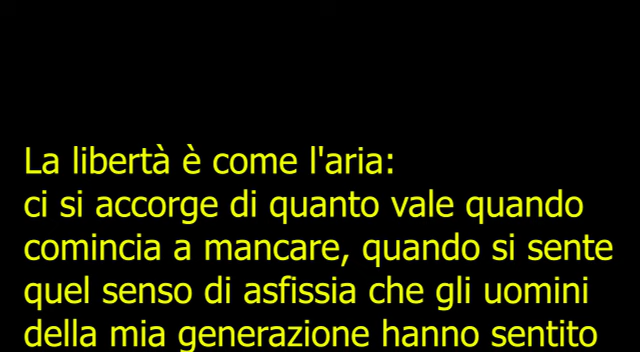 La libertà è come l'aria:
ci si accorge di quanto vale quando
comincia a mancare, quando si sente
quel senso di asfissia che gli uomini
della mia generazione hanno sentito